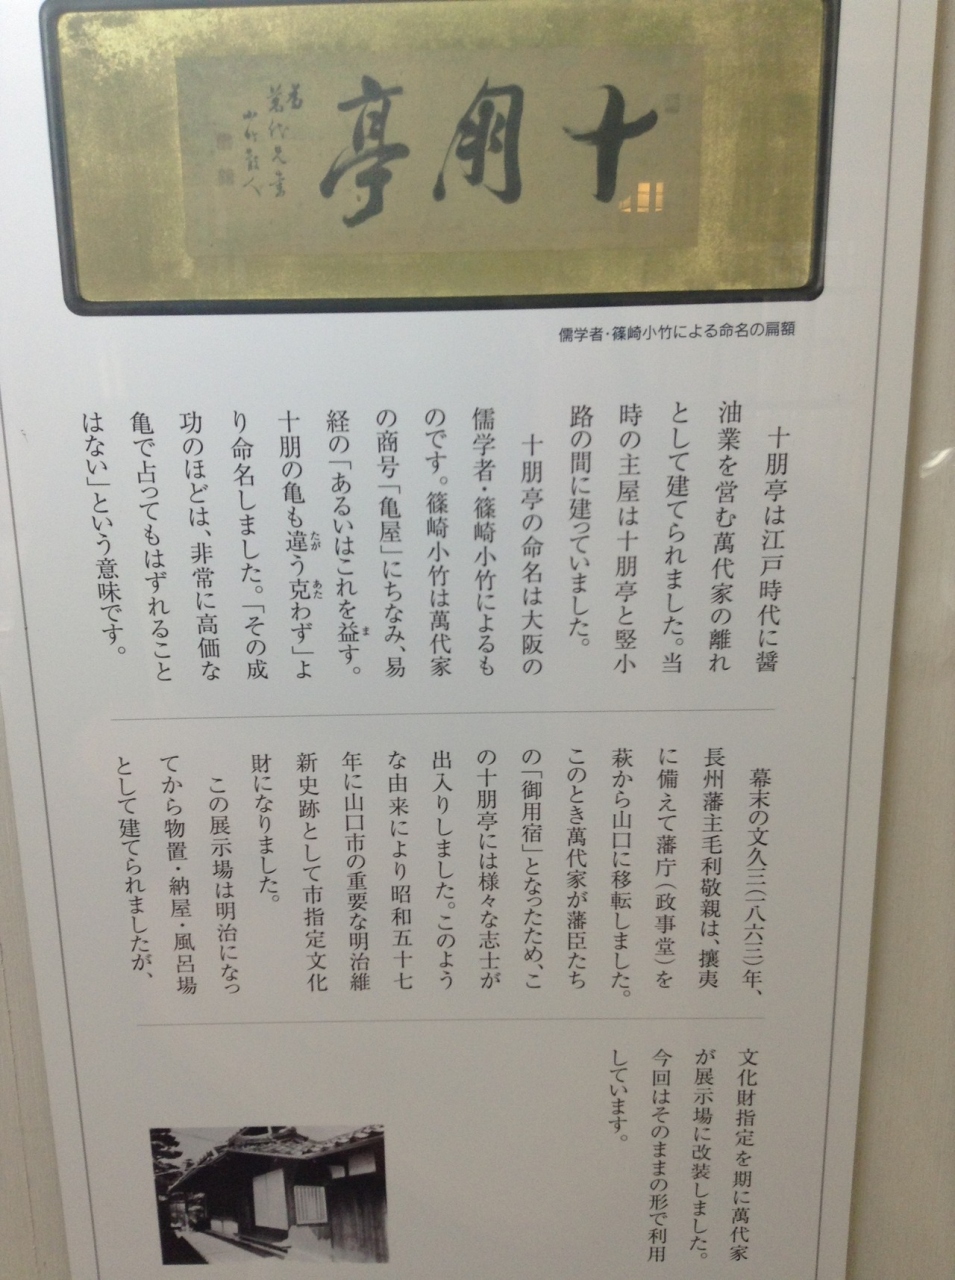 十朋亭
萬代兄書
小竹散人
儒学者・篠崎小竹による命名の扁額
十朋亭は江戸時代に醤
油業を営む萬代家の離れ
として建てられました。当
時の主屋は十朋亭と竪小
路の間に建っていました。
十朋亭の命名は大阪の
儒学者・篠崎小竹によるも
のです。篠崎小竹は萬代家
の商号「亀屋」にちなみ、易
経の「あるいはこれを益す。
十朋の亀も違う克わず」よ
り命名しました。「その成
功のほどは、非常に高価な
亀で占ってもはずれること
はない」という意味です。
幕末の文久三(一八六三)年、
長州藩主毛利敬親は、攘夷
に備えて藩庁(政事堂)を
萩から山口に移転しました。
このとき萬代家が藩臣たち
の「御用宿」となったため、こ
の十朋亭には様々な志士が
出入りしました。このよう
な由来により昭和五十七
年に山口市の重要な明治維
新史跡として市指定文化
財になりました。
この展示場は明治になっ
てから物置・納屋・風呂場
として建てられましたが、
文化財指定を期に萬代家
が展示場に改装しました。
今回はそのままの形で利用
しています。